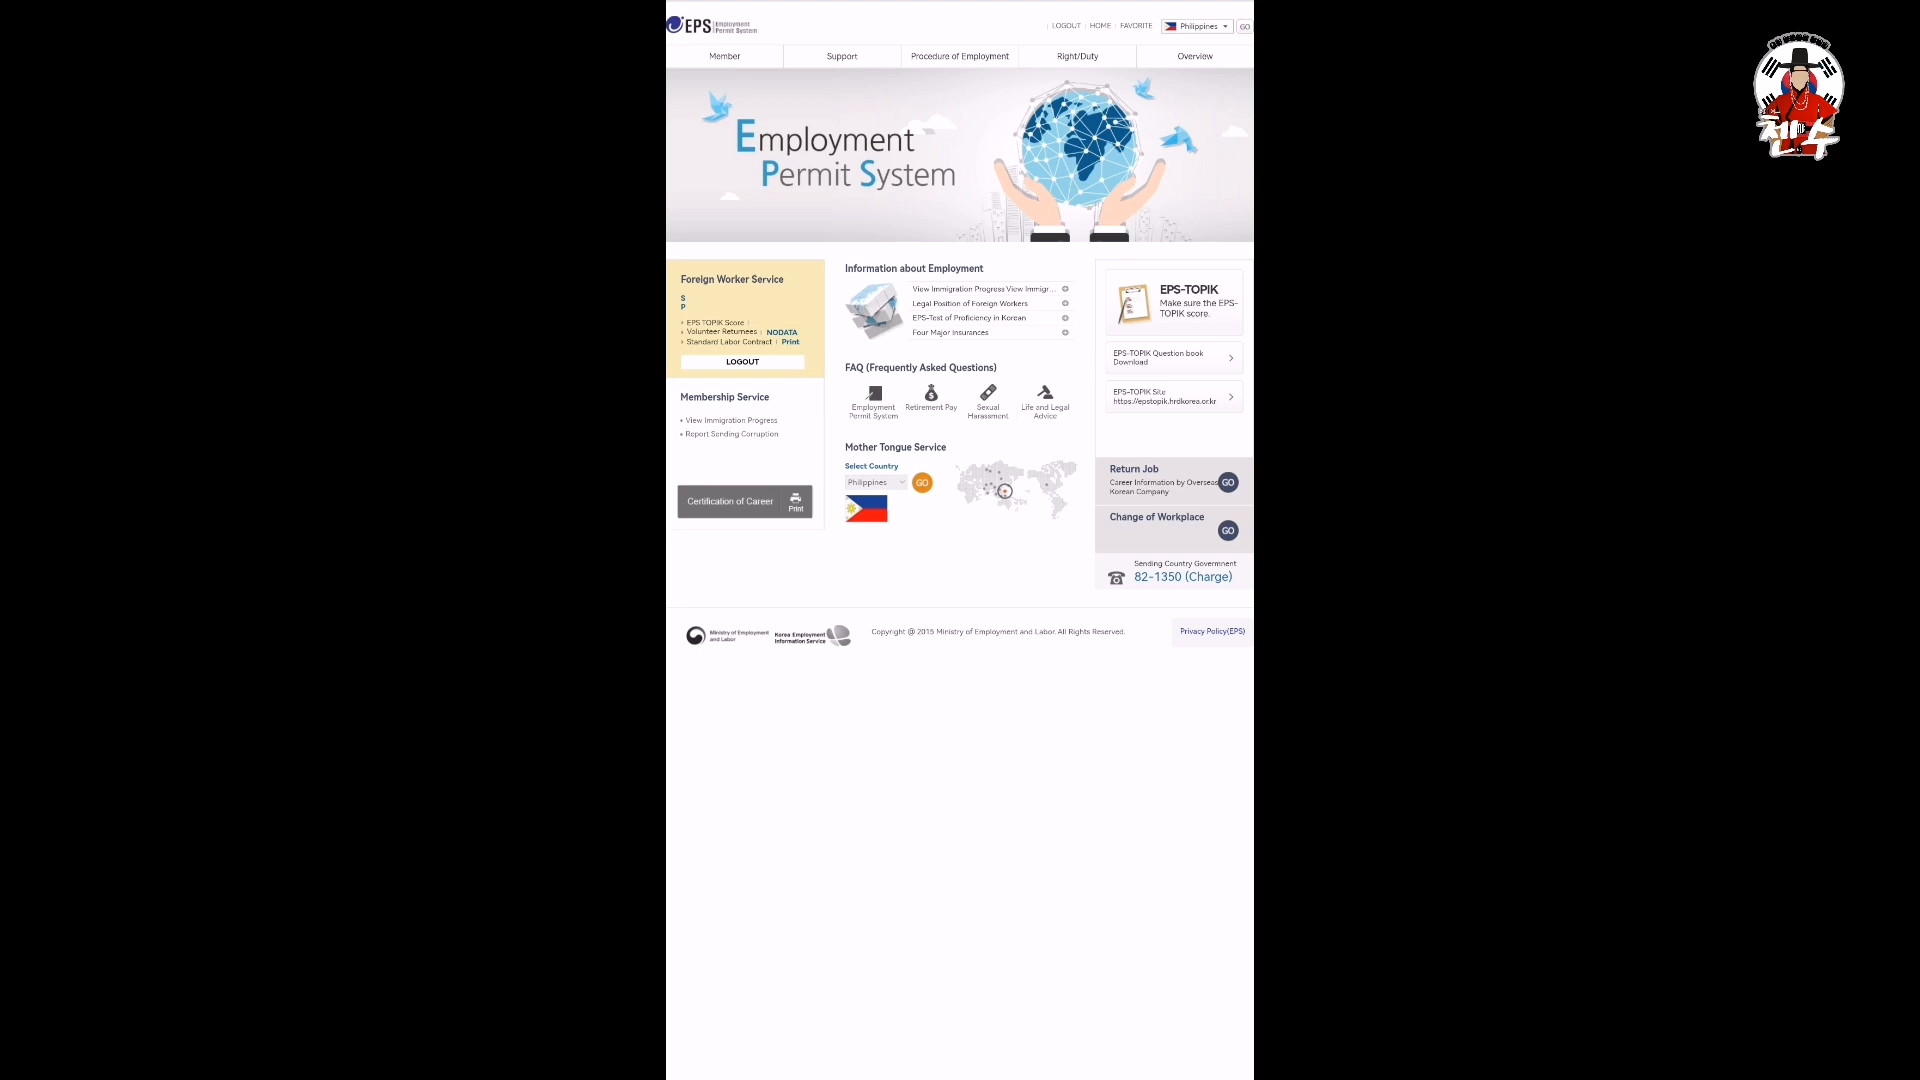 EPS Employment Permit System
LOGOUT HOME FAVORITE Philippines GO
Member Support Procedure of Employment Right/Duty Overview
Employment
Permit System
Foreign Worker Service
S
P
EPS TOPIK Score
Volunteer Returnees NODATA
Standard Labor Contract Print
LOGOUT
Membership Service
View Immigration Progress
Report Sending Corruption
Certification of Career Print
Information about Employment
View Immigration Progress View Immigr...
Legal Position of Foreign Workers
EPS-Test of Proficiency in Korean
Four Major Insurances
FAQ (Frequently Asked Questions)
Employment Permit System
Retirement Pay
Sexual Harassment
Life and Legal Advice
Mother Tongue Service
Select Country
Philippines GO
EPS-TOPIK
Make sure the EPS-
TOPIK score.
EPS-TOPIK Question book
Download
EPS-TOPIK Site
https://epstopik.hrdkorea.or.kr
Return Job
Career Information by Overseas
Korean Company
GO
Change of Workplace
GO
Sending Country Government
82-1350 (Charge)
Ministry of Employment
and Labor
Korea Employment
Information Service
Copyright @ 2015 Ministry of Employment and Labor. All Rights Reserved.
Privacy Policy(EPS)